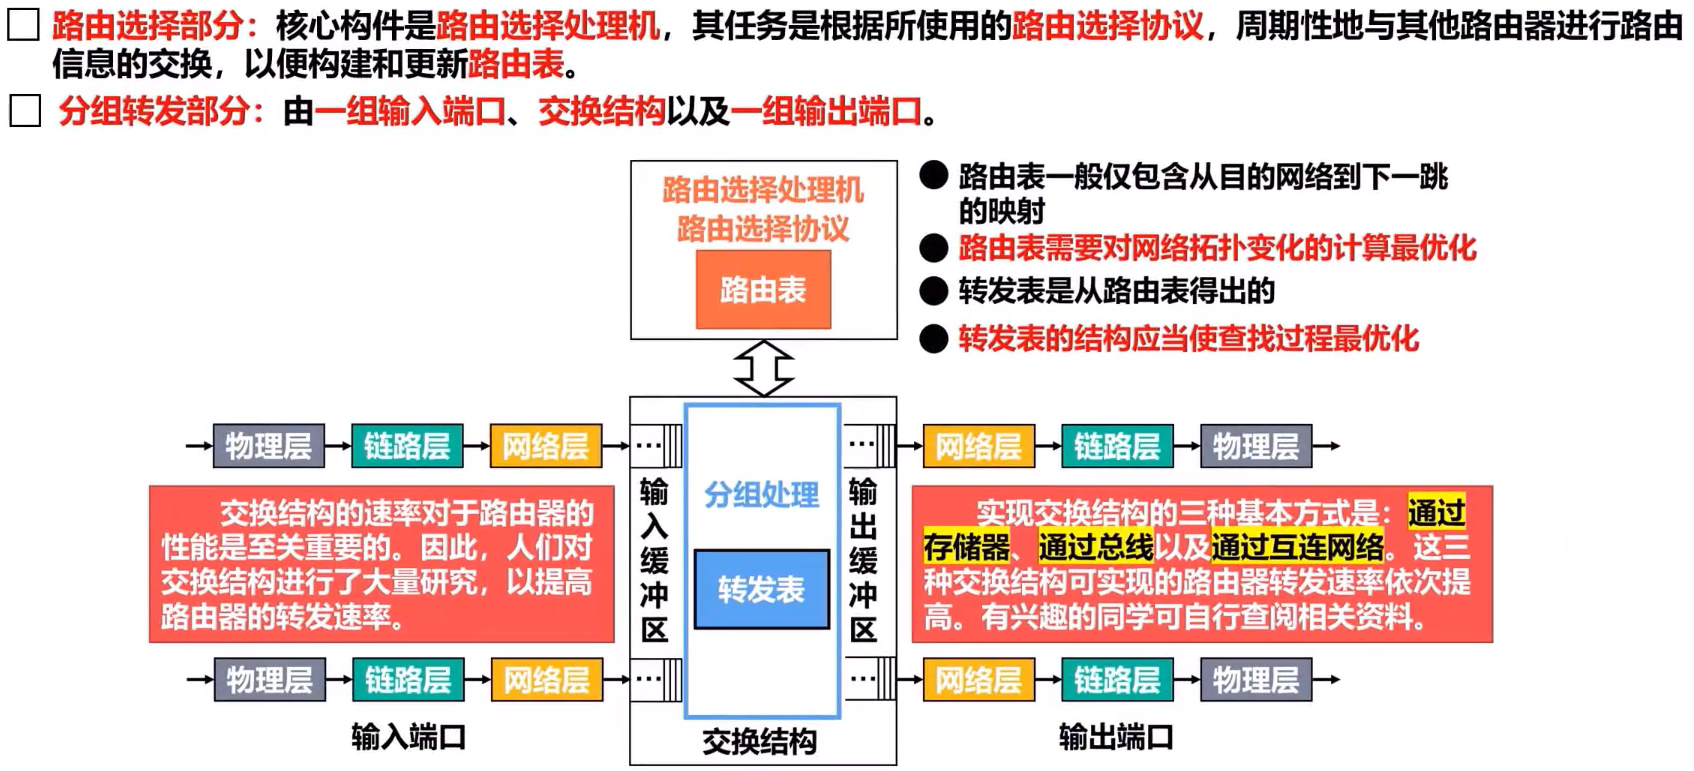 路由选择部分：核心构件是路由选择处理机，其任务是根据所使用的路由选择协议，周期性地与其他路由器进行路由
信息的交换，以便构建和更新路由表。
分组转发部分：由一组输入端口、交换结构以及一组输出端口。
路由选择处理机
路由选择协议
路由表
路由表一般仅包含从目的网络到下一跳
的映射
路由表需要对网络拓扑变化的计算最优化
转发表是从路由表得出的
转发表的结构应当使查找过程最优化
物理层
链路层
网络层
...
...
网络层
链路层
物理层
交换结构的速率对于路由器的
性能是至关重要的。因此，人们对
交换结构进行了大量研究，以提高
路由器的转发速率。
输入缓冲区
分组处理
转发表
输出缓冲区
实现交换结构的三种基本方式是：通过
存储器、通过总线以及通过互连网络。这三
种交换结构可实现的路由器转发速率依次提
高。有兴趣的同学可自行查阅相关资料。
物理层
链路层
网络层
...
...
网络层
链路层
物理层
输入端口
交换结构
输出端口